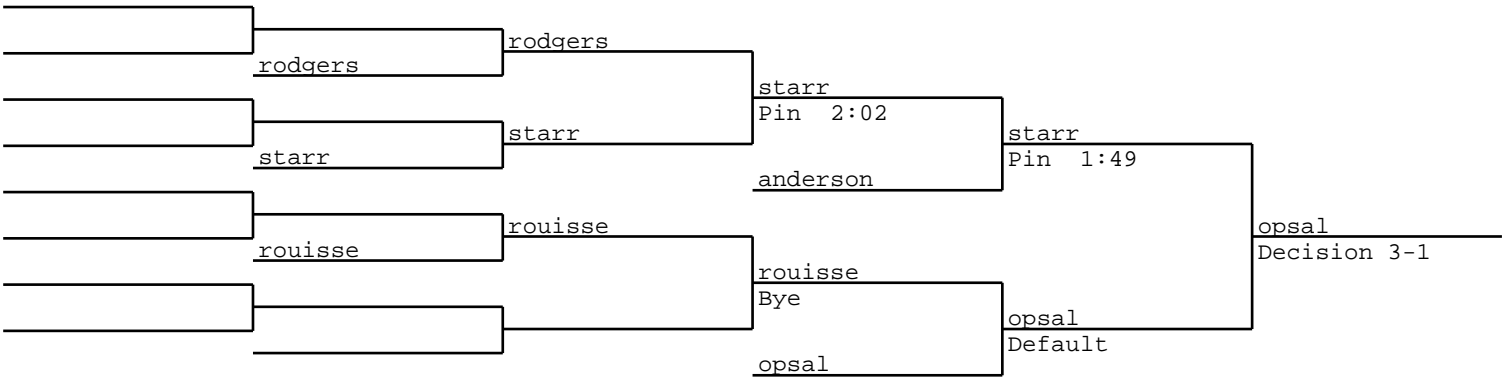 rodgers
rodgers
starr
Pin 2:02
starr
starr
starr
Pin 1:49
anderson
rouisse
rouisse
opsal
Decision 3-1
rouisse
Bye
opsal
Default
opsal